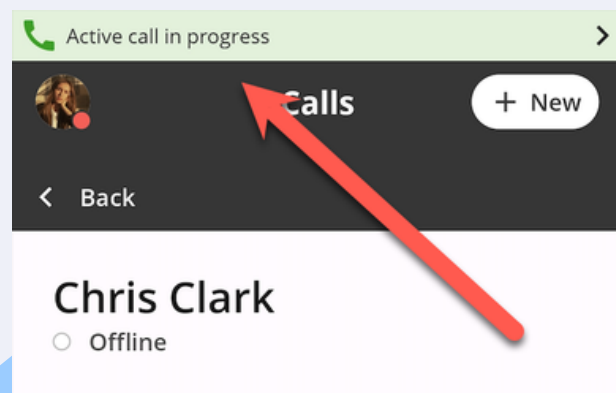 Active call in progress
Calls
+ New
Back
Chris Clark
Offline